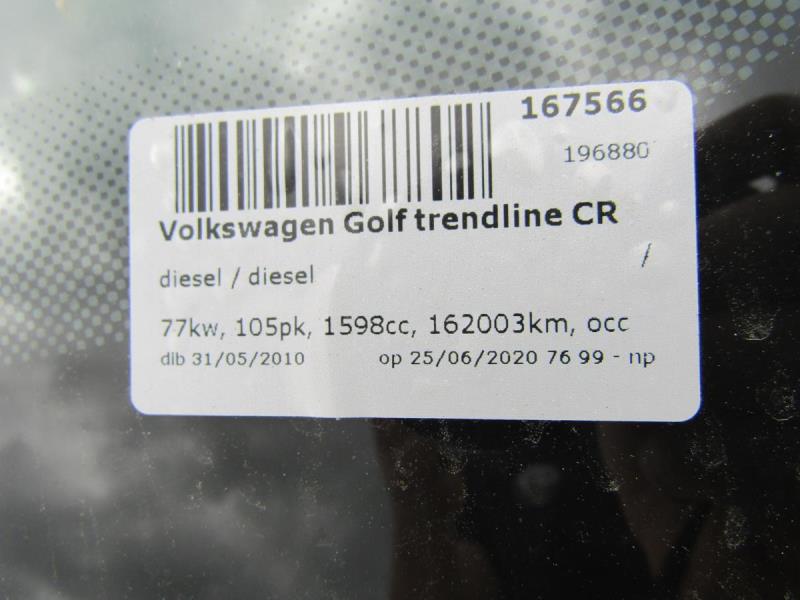 167566
196880
Volkswagen Golf trendline CR
/
diesel / diesel
77kw, 105pk, 1598cc, 162003km, occ
dib 31/05/2010 op 25/06/2020 76 99 - np